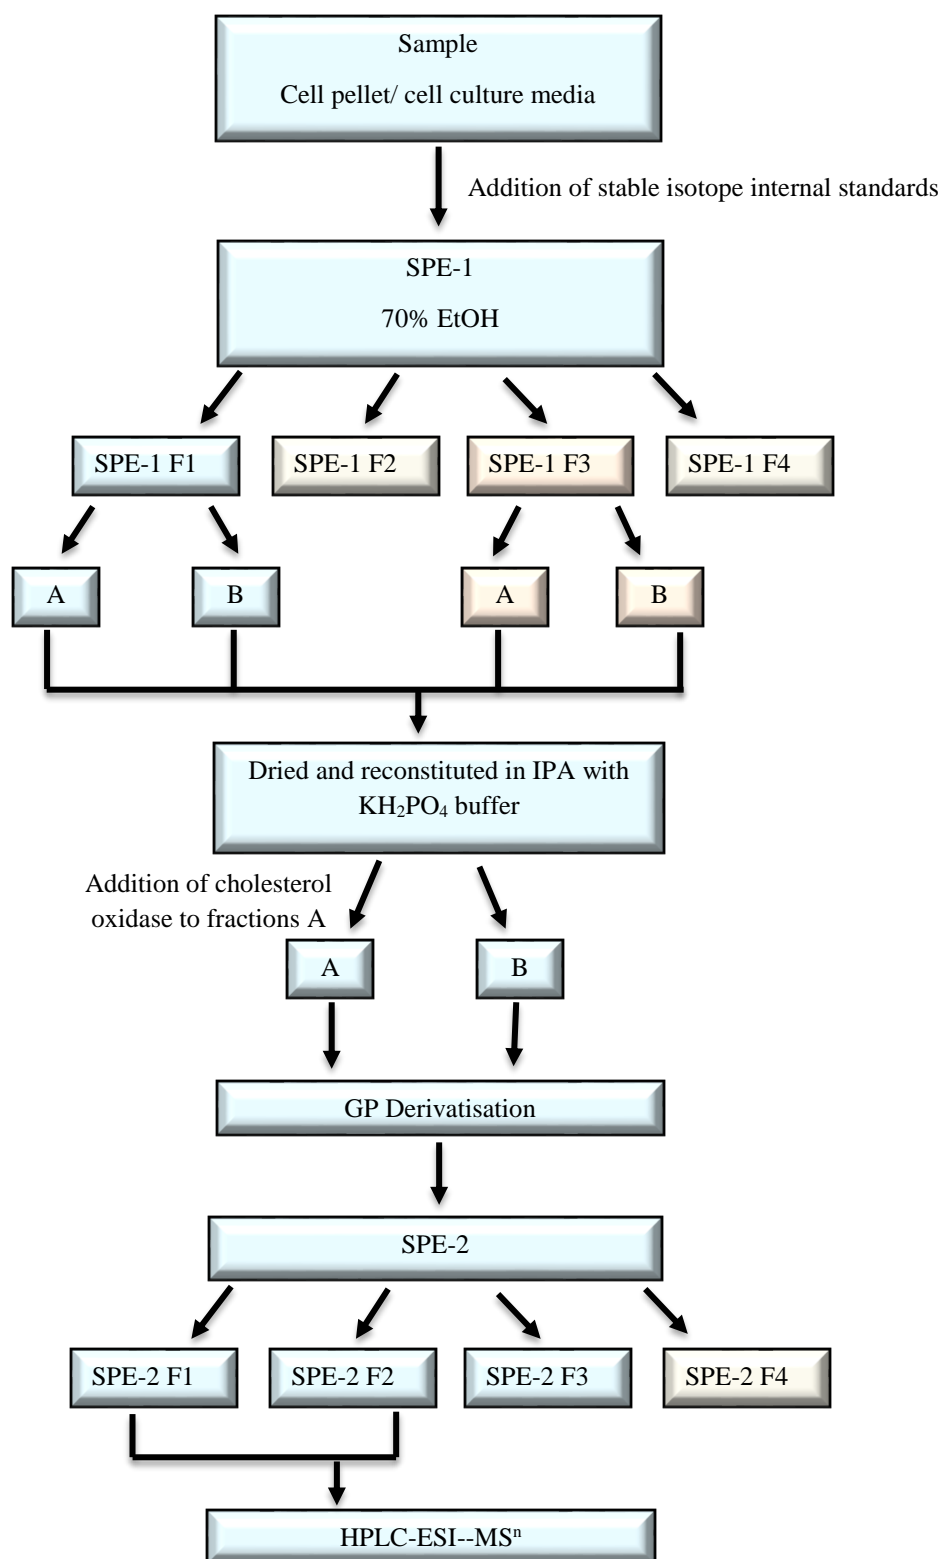 Sample
Cell pellet/ cell culture media
Addition of stable isotope internal standards
SPE-1
70% EtOH
SPE-1 F1
SPE-1 F2
SPE-1 F3
SPE-1 F4
A
B
A
B
Dried and reconstituted in IPA with
KH₂PO₄ buffer
Addition of cholesterol
oxidase to fractions A
A
B
GP Derivatisation
SPE-2
SPE-2 F1
SPE-2 F2
SPE-2 F3
SPE-2 F4
HPLC-ESI--MSⁿ